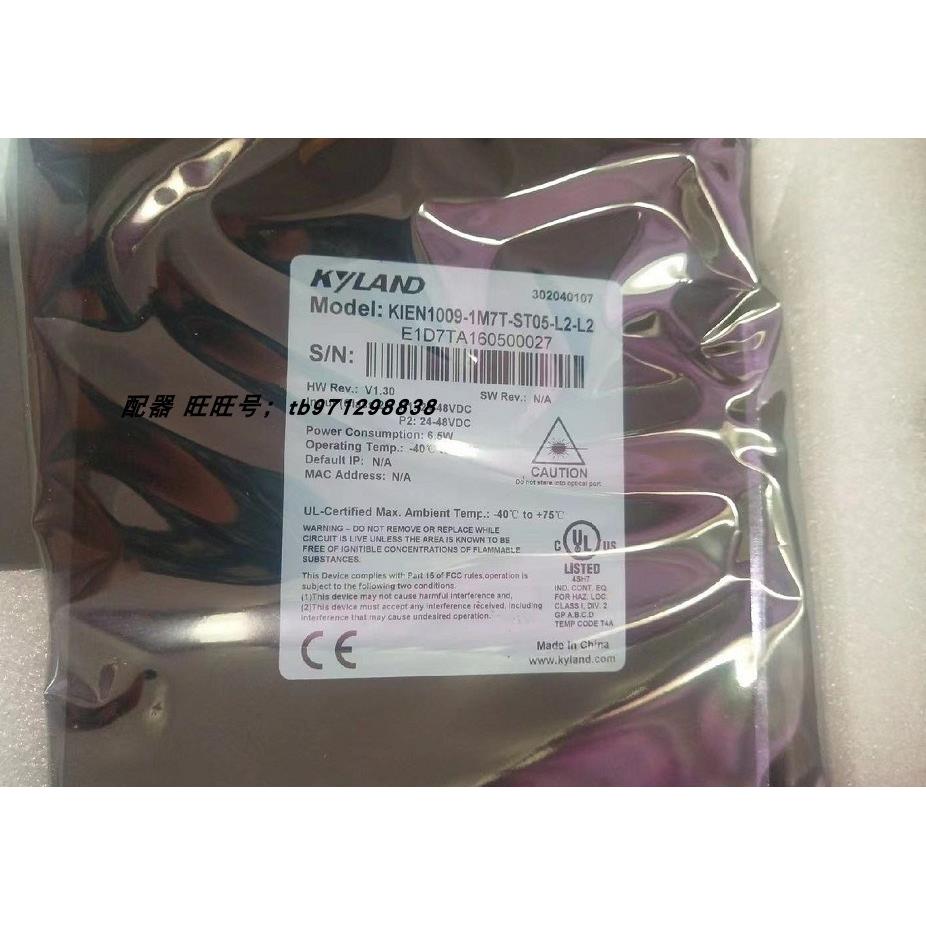 KYLAND
302040107
Model: KIEN1009-1M7T-ST05-L2-L2
E1D7TA160500027
S/N:
HW Rev.: V1.30
SW Rev.: N/A
配器 旺旺号；tb971298838
-48VDC
P2: 24-48VDC
Power Consumption: 6.5W
Operating Temp.: -40℃
Default IP: N/A
MAC Address: N/A
CAUTION
Do not stare into optical port
UL-Certified Max. Ambient Temp.: -40℃ to +75℃
WARNING – DO NOT REMOVE OR REPLACE WHILE
CIRCUIT IS LIVE UNLESS THE AREA IS KNOWN TO BE
FREE OF IGNITIBLE CONCENTRATIONS OF FLAMMABLE
SUBSTANCES.
C UL US
LISTED
4SH7
IND. CONT. EQ.
FOR HAZ. LOC.
CLASS I, DIV. 2
GP A,B,C,D
TEMP CODE T4A
This Device complies with Part 15 of FCC rules,operation is
subject to the following two conditions.
(1)This device may not cause harmful interference and,
(2)This device must accept any interference received, including
interference that may cause undesired operation.
CE
Made In China
www.kyland.com